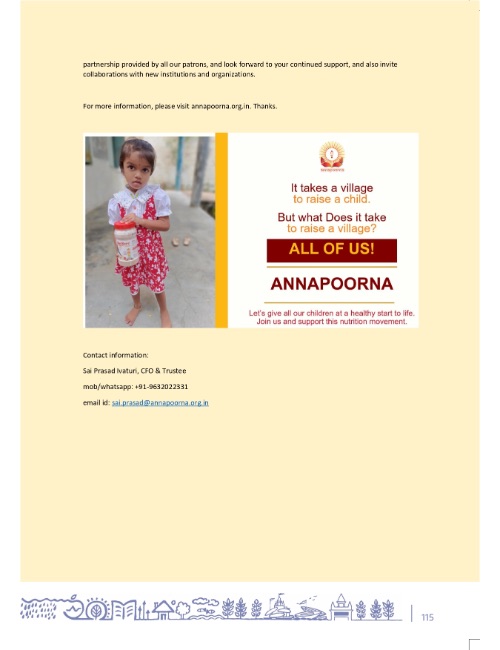 partnership provided by all our patrons, and look forward to your continued support, and also invite
collaborations with new institutions and organizations.
For more information, please visit annapoorna.org.in. Thanks.
It takes a village
to raise a child.
But what Does it take
to raise a village?
ALL OF US!
ANNAPOORNA
Let's give all our children at a healthy start to life.
Join us and support this nutrition movement.
Contact information:
Sai Prasad Ivaturi, CFO & Trustee
mob/whatsapp: +91-9632022331
email id: sai.prasad@annapoorna.org.in
115